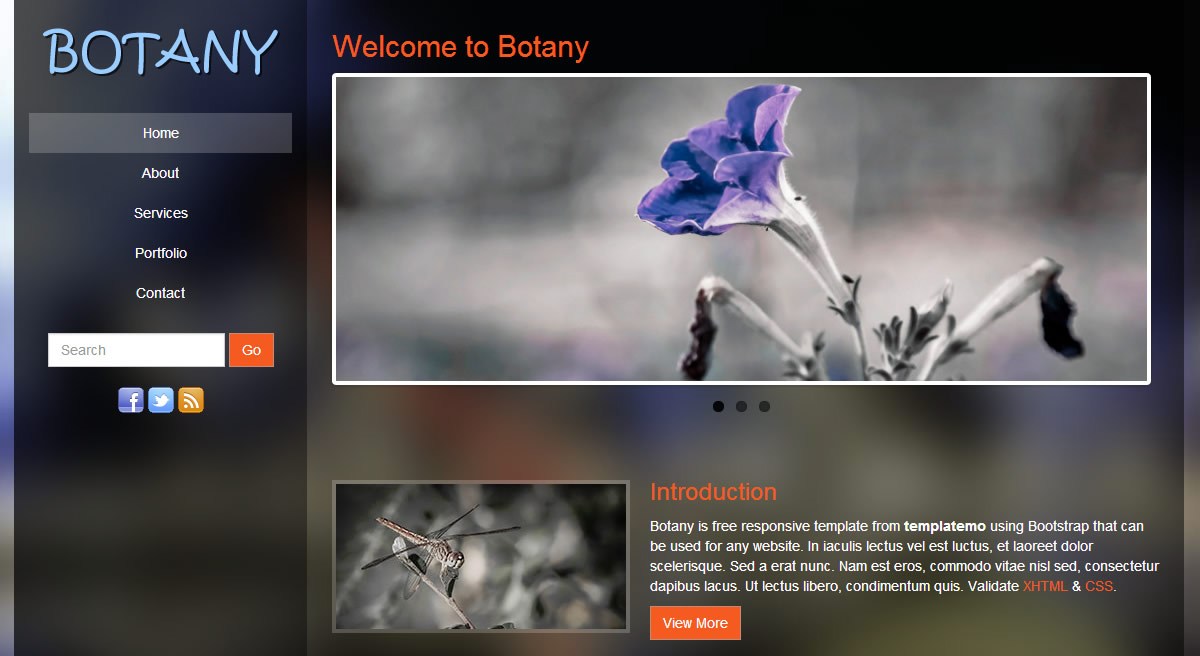 BOTANY
Home
About
Services
Portfolio
Contact
Search Go
Welcome to Botany
Introduction
Botany is free responsive template from templatemo using Bootstrap that can
be used for any website. In iaculis lectus vel est luctus, et laoreet dolor
scelerisque. Sed a erat nunc. Nam est eros, commodo vitae nisl sed, consectetur
dapibus lacus. Ut lectus libero, condimentum quis. Validate XHTML & CSS.
View More